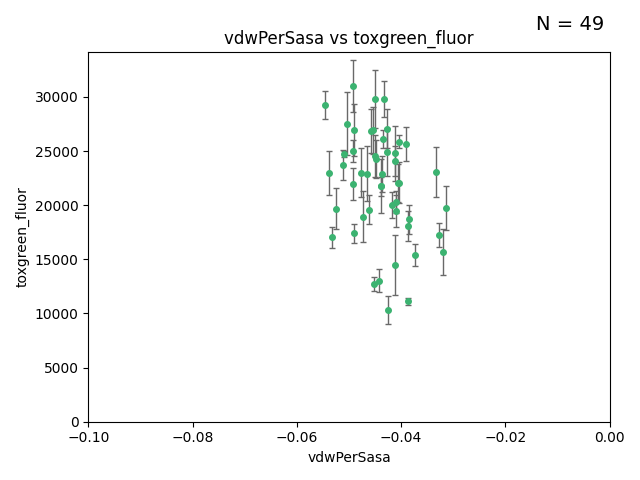 N = 49
vdwPerSasa vs toxgreen_fluor
30000
25000
20000
15000
10000
5000
0
toxgreen_fluor
−0.10 −0.08 −0.06 −0.04 −0.02 0.00
vdwPerSasa